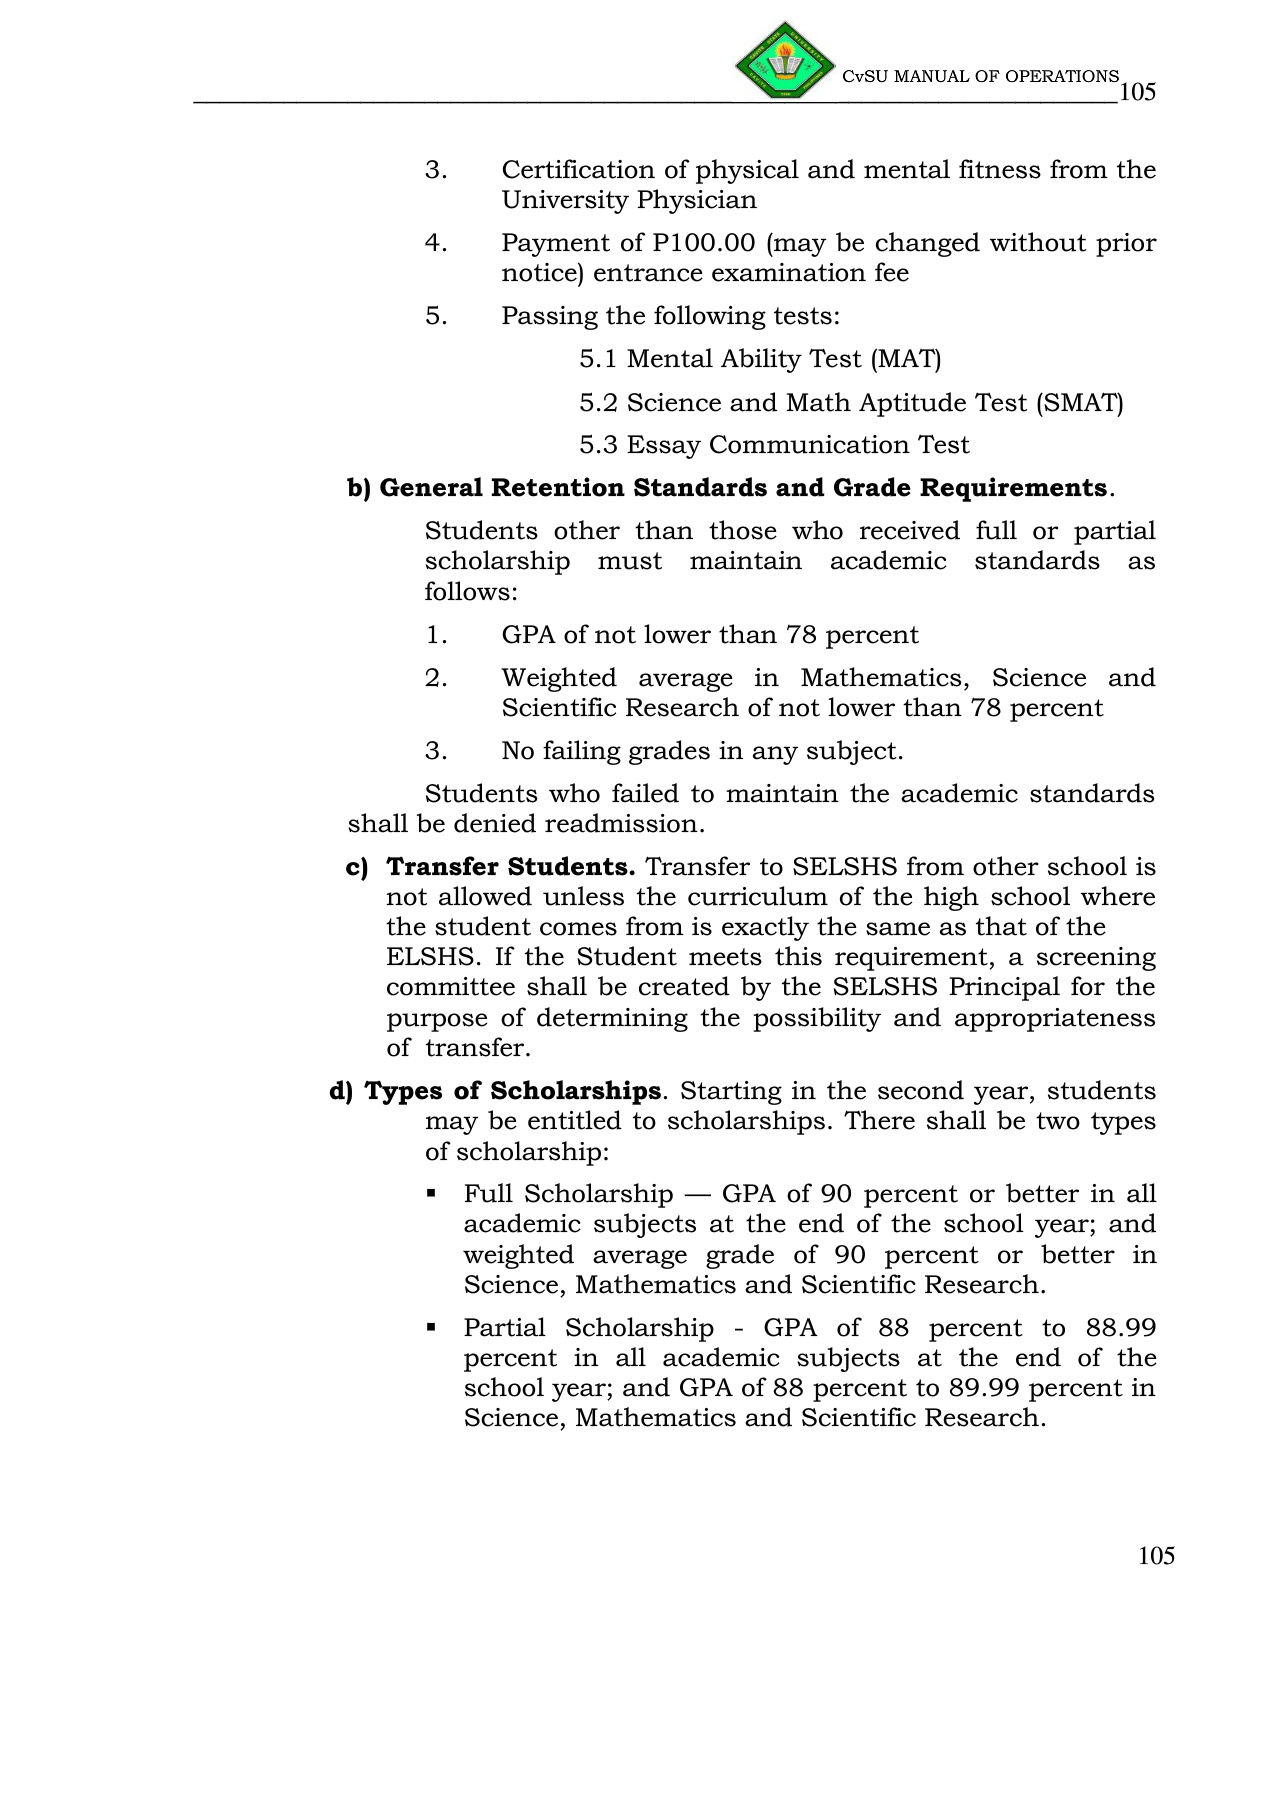 CvSU MANUAL OF OPERATIONS
105
3. Certification of physical and mental fitness from the
University Physician
4. Payment of P100.00 (may be changed without prior
notice) entrance examination fee
5. Passing the following tests:
5.1 Mental Ability Test (MAT)
5.2 Science and Math Aptitude Test (SMAT)
5.3 Essay Communication Test
b) General Retention Standards and Grade Requirements.
Students other than those who received full or partial
scholarship must maintain academic standards as
follows:
1. GPA of not lower than 78 percent
2. Weighted average in Mathematics, Science and
Scientific Research of not lower than 78 percent
3. No failing grades in any subject.
Students who failed to maintain the academic standards
shall be denied readmission.
c) Transfer Students. Transfer to SELSHS from other school is
not allowed unless the curriculum of the high school where
the student comes from is exactly the same as that of the
ELSHS. If the Student meets this requirement, a screening
committee shall be created by the SELSHS Principal for the
purpose of determining the possibility and appropriateness
of transfer.
d) Types of Scholarships. Starting in the second year, students
may be entitled to scholarships. There shall be two types
of scholarship:
▪ Full Scholarship — GPA of 90 percent or better in all
academic subjects at the end of the school year; and
weighted average grade of 90 percent or better in
Science, Mathematics and Scientific Research.
▪ Partial Scholarship - GPA of 88 percent to 88.99
percent in all academic subjects at the end of the
school year; and GPA of 88 percent to 89.99 percent in
Science, Mathematics and Scientific Research.
105